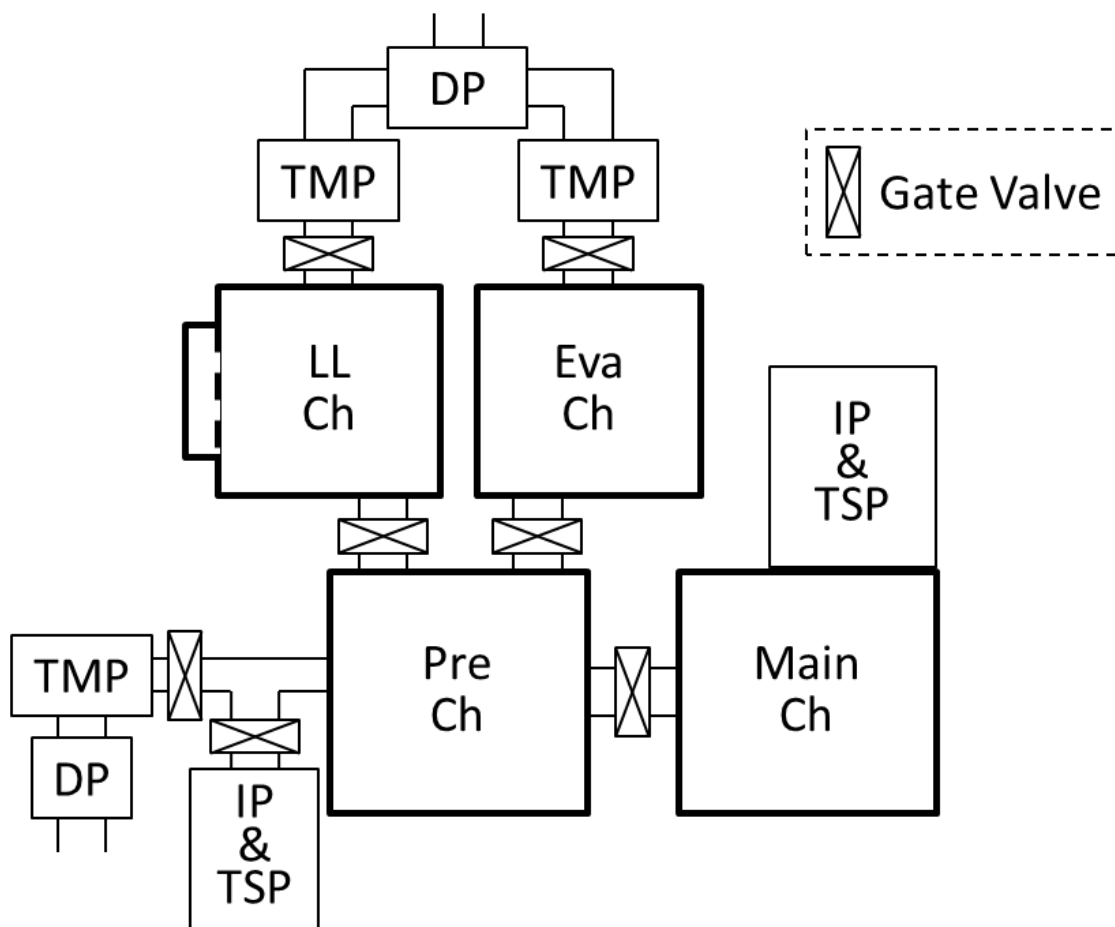 DP
TMP
TMP
Gate Valve
LL
Ch
Eva
Ch
IP
&
TSP
TMP
Pre
Ch
Main
Ch
DP
IP
&
TSP